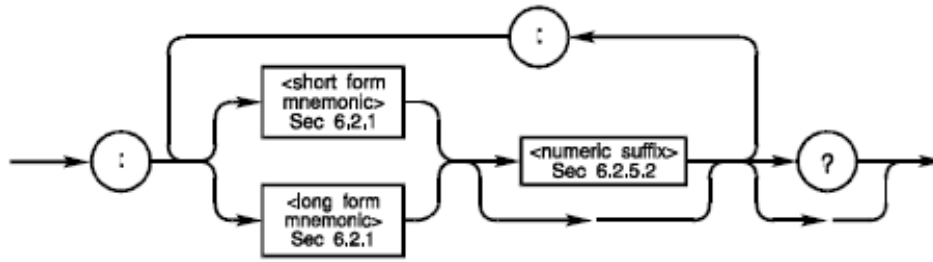 :
<short form
mnemonic>
Sec 6.2.1
:
<long form
mnemonic>
Sec 6.2.1
<numeric suffix>
Sec 6.2.5.2
?